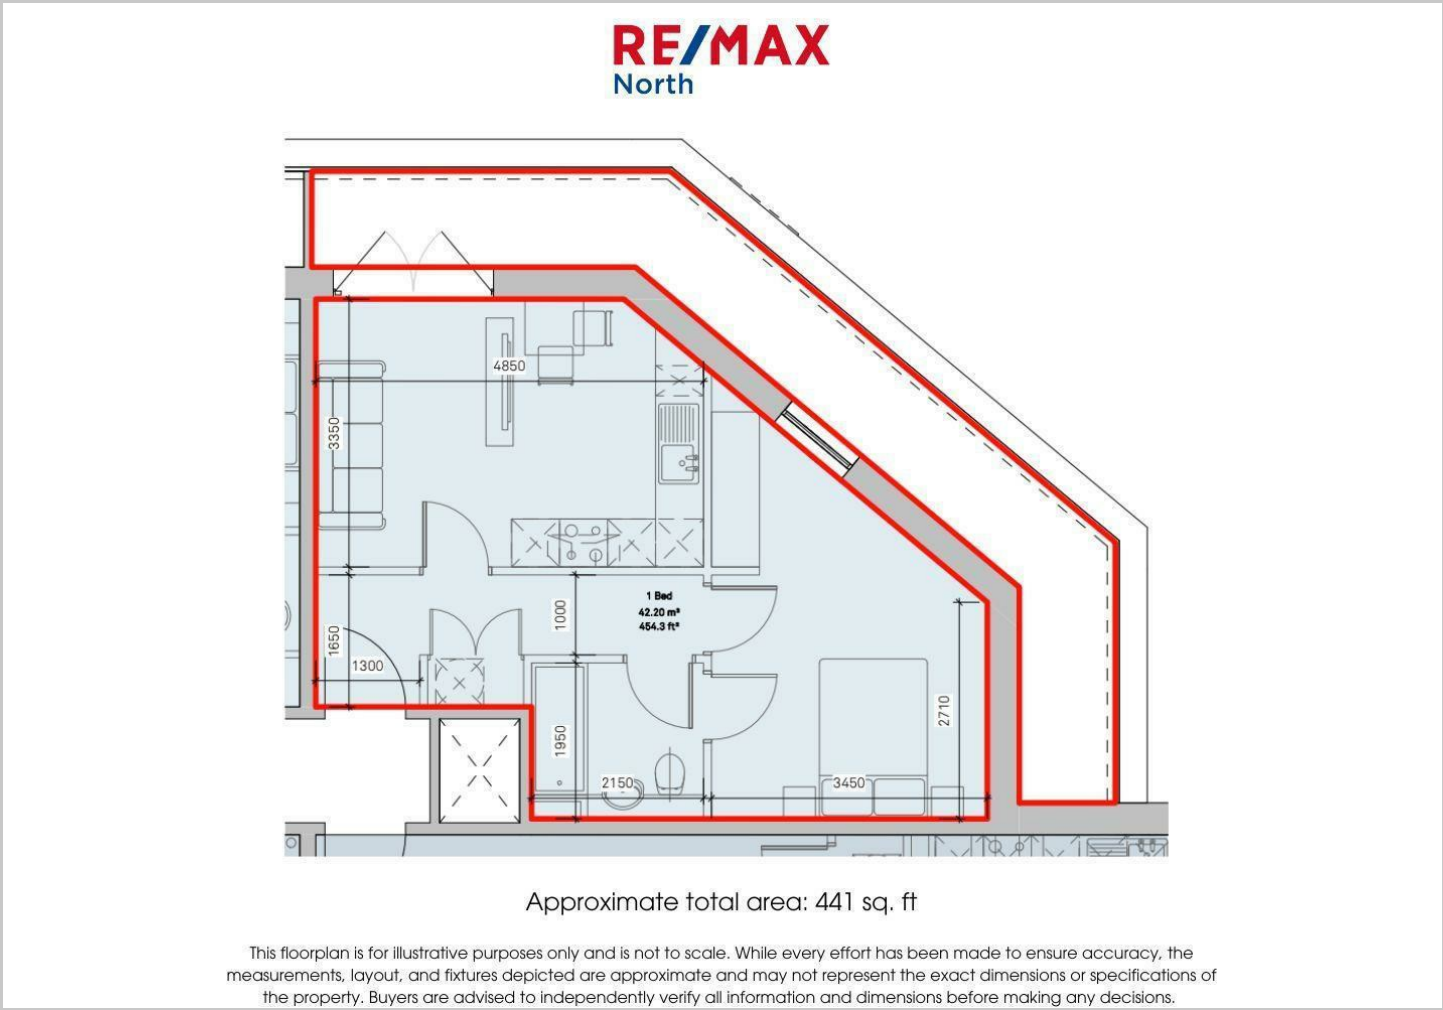 RE/MAX
North
4850
3350
1 Bed
42.20 m²
454.3 ft²
1000
1650
1300
2710
1950
2150
3450
Approximate total area: 441 sq. ft
This floorplan is for illustrative purposes only and is not to scale. While every effort has been made to ensure accuracy, the
measurements, layout, and fixtures depicted are approximate and may not represent the exact dimensions or specifications of
the property. Buyers are advised to independently verify all information and dimensions before making any decisions.